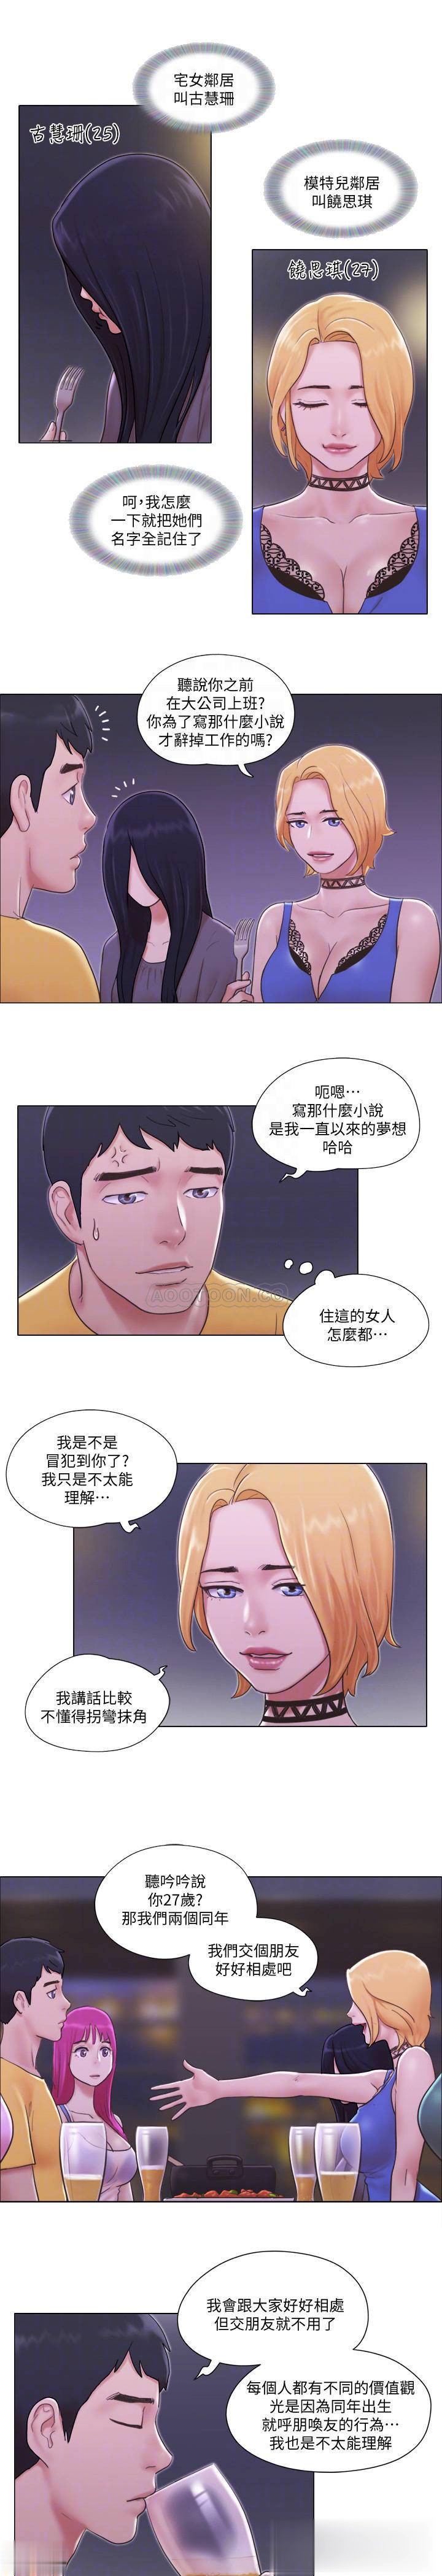 宅女鄰居
叫古慧珊
古慧珊(25)
模特兒鄰居
叫饒思琪
饒思琪(27)
呵，我怎麼
一下就把她們
名字全記住了
聽說你之前
在大公司上班?
你為了寫那什麼小說
才辭掉工作的嗎?
呃嗯…
寫那什麼小說
是我一直以來的夢想
哈哈
ADDTOON.CO
住這的女人
怎麼都…
我是不是
冒犯到你了?
我只是不太能
理解…
我講話比較
不懂得拐彎抹角
聽吟吟說
你27歲?
那我們兩個同年
我們交個朋友
好好相處吧
我會跟大家好好相處
但交朋友就不用了
每個人都有不同的價值觀
光是因為同年出生
就呼朋喚友的行為…
我也是不太能理解